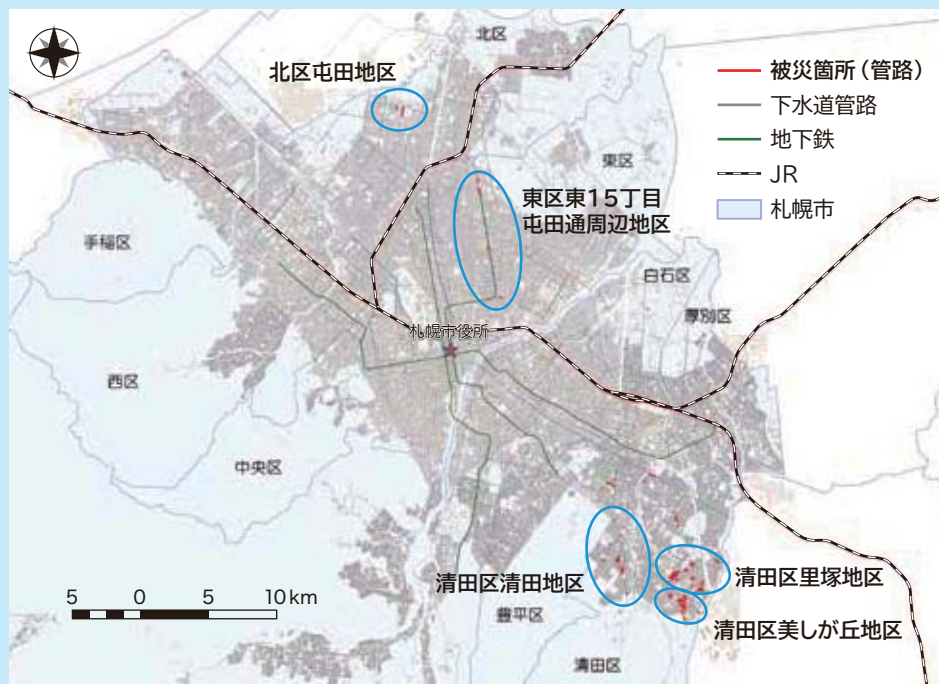 北区
北区屯田地区
被災箇所（管路）
下水道管路
地下鉄
JR
札幌市
東区
東区東15丁目
屯田通周辺地区
手稲区
白石区
厚別区
札幌市役所
西区
中央区
清田区清田地区
清田区里塚地区
豊平区
清田区美しが丘地区
清田区
5 0 5 10km